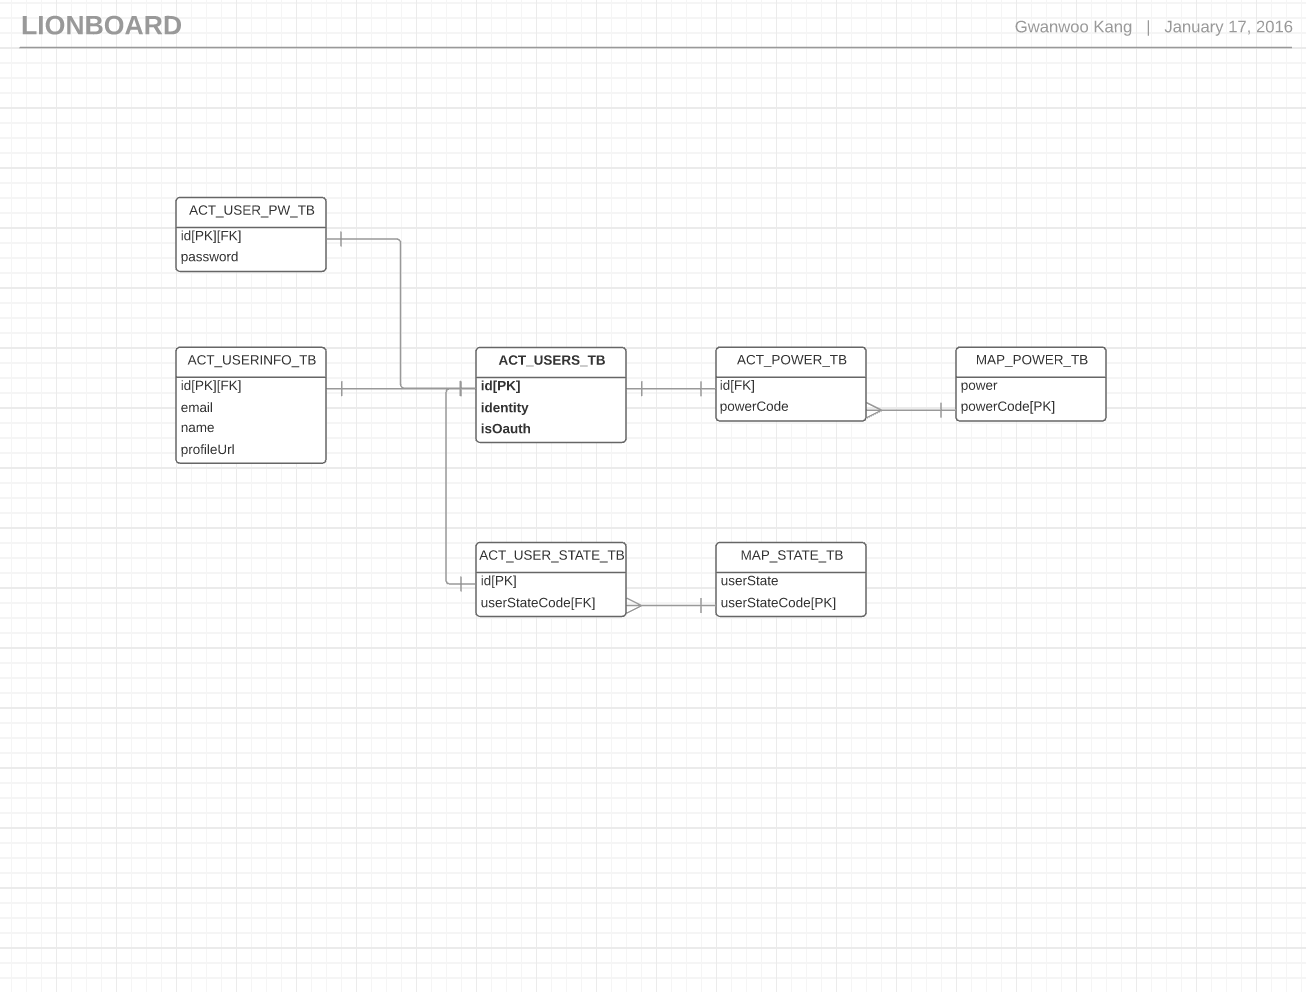 LIONBOARD
Gwanwoo Kang | January 17, 2016
ACT_USER_PW_TB
id[PK][FK]
password
ACT_USERINFO_TB
id[PK][FK]
email
name
profileUrl
ACT_USERS_TB
id[PK]
identity
isOauth
ACT_POWER_TB
id[FK]
powerCode
MAP_POWER_TB
power
powerCode[PK]
ACT_USER_STATE_TB
id[PK]
userStateCode[FK]
MAP_STATE_TB
userState
userStateCode[PK]